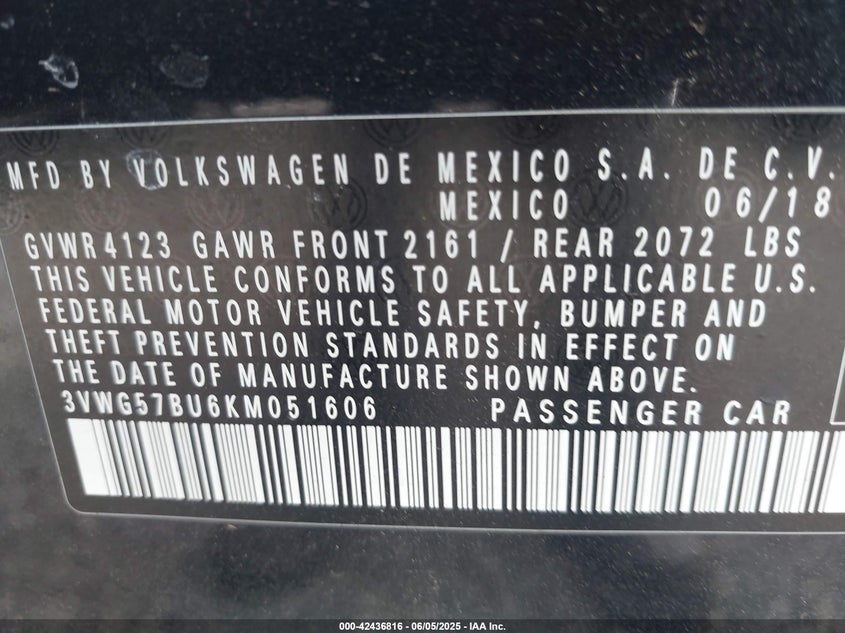 MFD BY VOLKSWAGEN DE MEXICO S.A. DE C.V.
MEXICO 06/18
GVWR 4123 GAWR FRONT 2161 / REAR 2072 LBS
THIS VEHICLE CONFORMS TO ALL APPLICABLE U.S.
FEDERAL MOTOR VEHICLE SAFETY, BUMPER AND
THEFT PREVENTION STANDARDS IN EFFECT ON
THE DATE OF MANUFACTURE SHOWN ABOVE.
3VWG57BU6KM051606 PASSENGER CAR
000-42436816 - 06/05/2025 - IAA Inc.